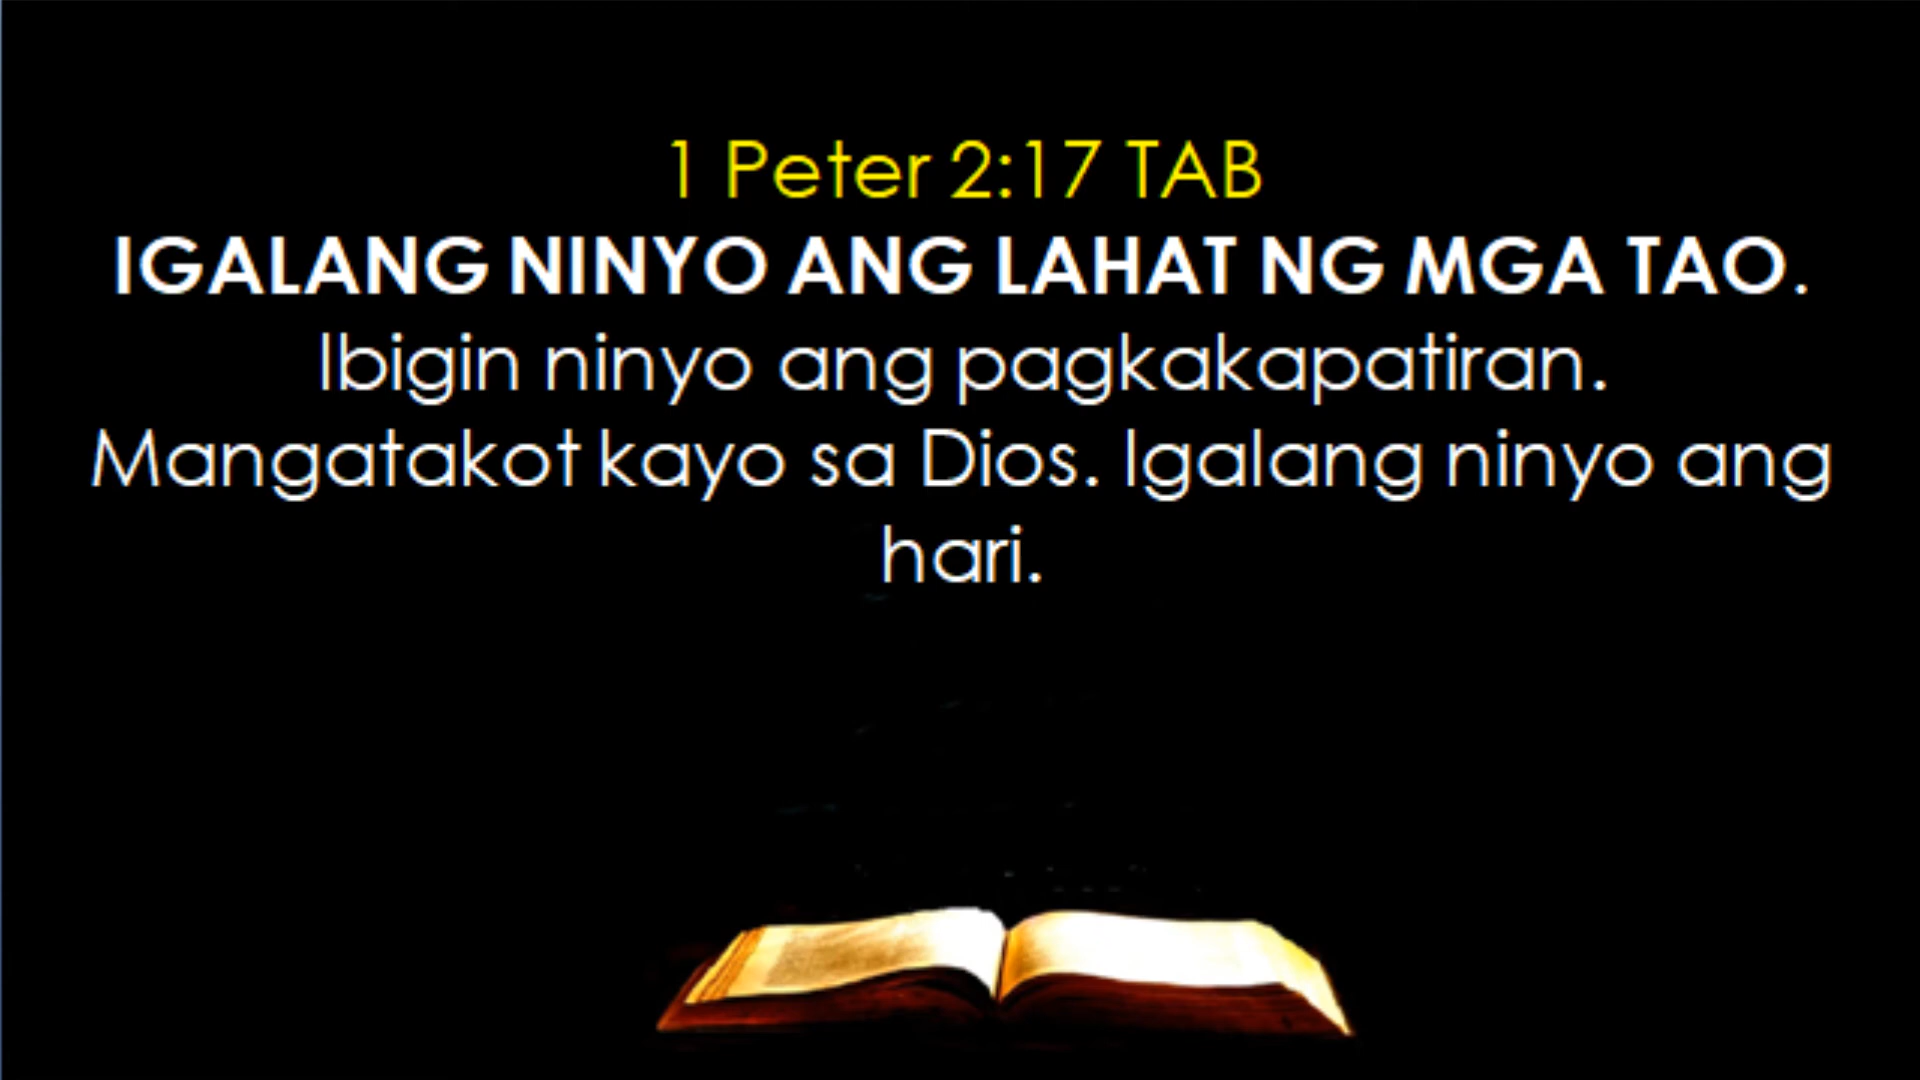 1 Peter 2:17 TAB
IGALANG NINYO ANG LAHAT NG MGA TAO.
Ibigin ninyo ang pagkakapatiran.
Mangatakot kayo sa Dios. Igalang ninyo ang
hari.